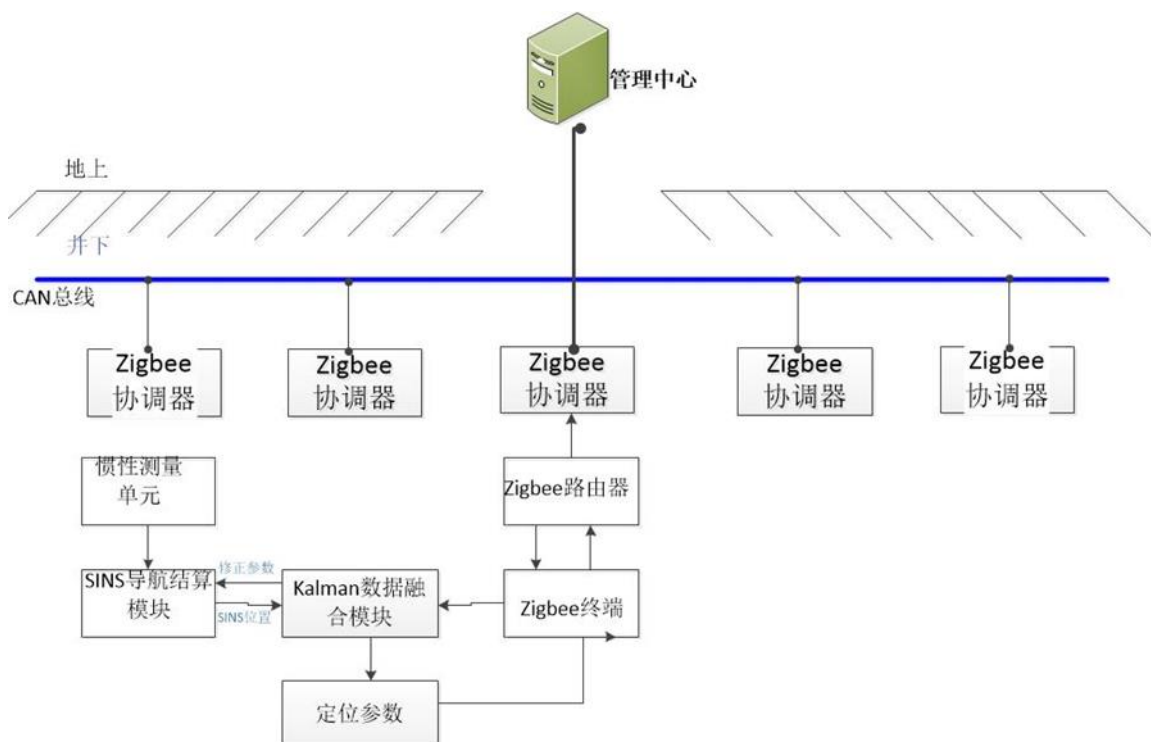 管理中心
地上
井下
CAN总线
Zigbee
协调器
Zigbee
协调器
Zigbee
协调器
Zigbee
协调器
Zigbee
协调器
惯性测量
单元
Zigbee路由器
SINS导航结算
模块
修正参数
SINS位置
Kalman数据融
合模块
Zigbee终端
定位参数